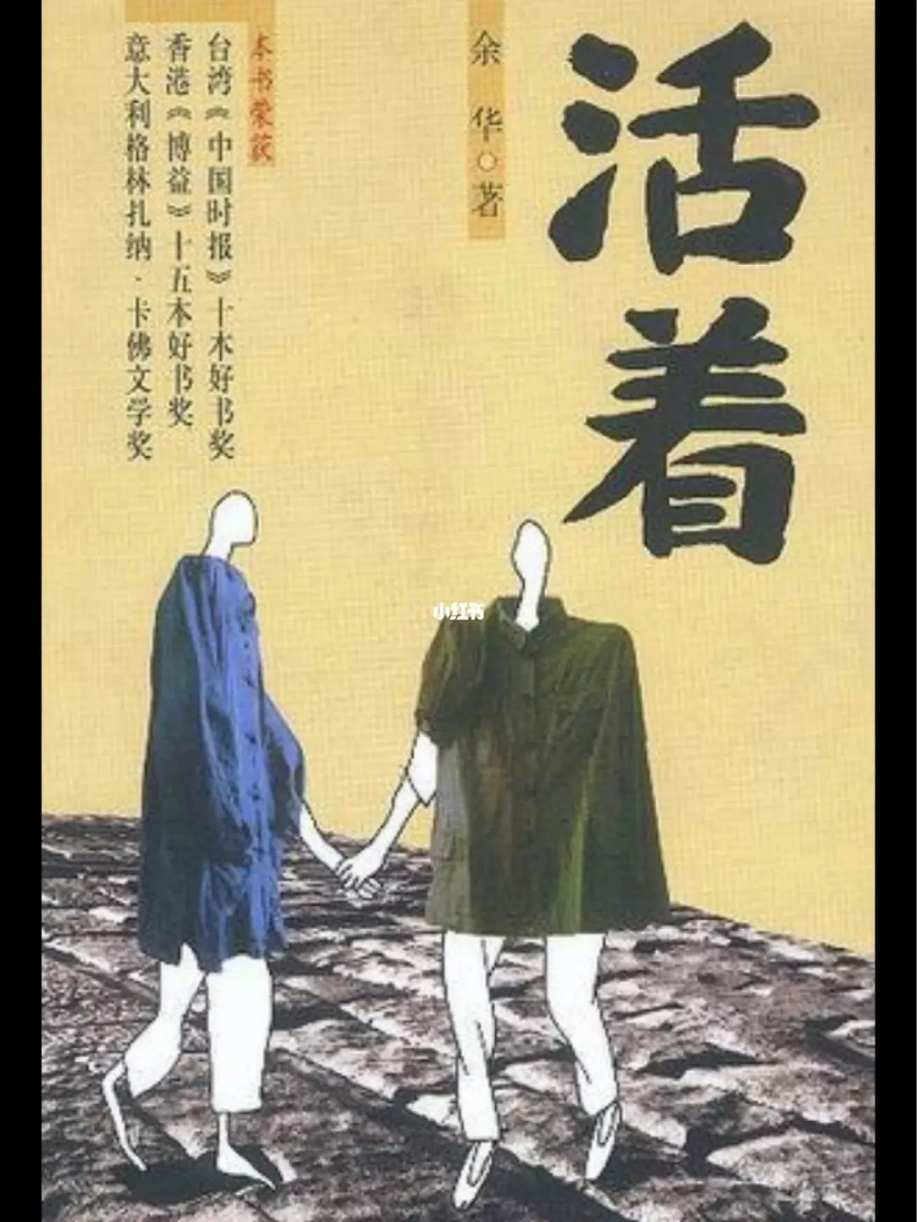 活着
余华○著
本书荣获
台湾《中国时报》十本好书奖
香港《博益》十五本好书奖
意大利格林扎纳·卡佛文学奖
小红书